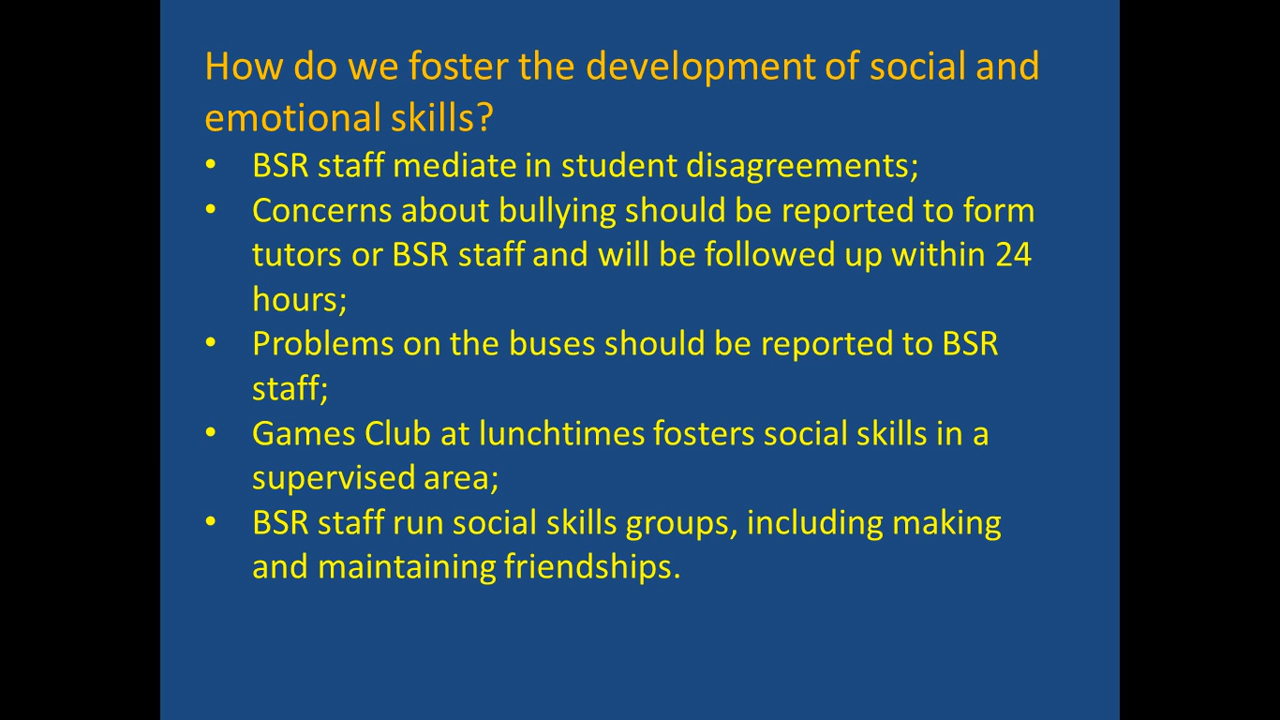 How do we foster the development of social and
emotional skills?
• BSR staff mediate in student disagreements;
• Concerns about bullying should be reported to form
tutors or BSR staff and will be followed up within 24
hours;
• Problems on the buses should be reported to BSR
staff;
• Games Club at lunchtimes fosters social skills in a
supervised area;
• BSR staff run social skills groups, including making
and maintaining friendships.